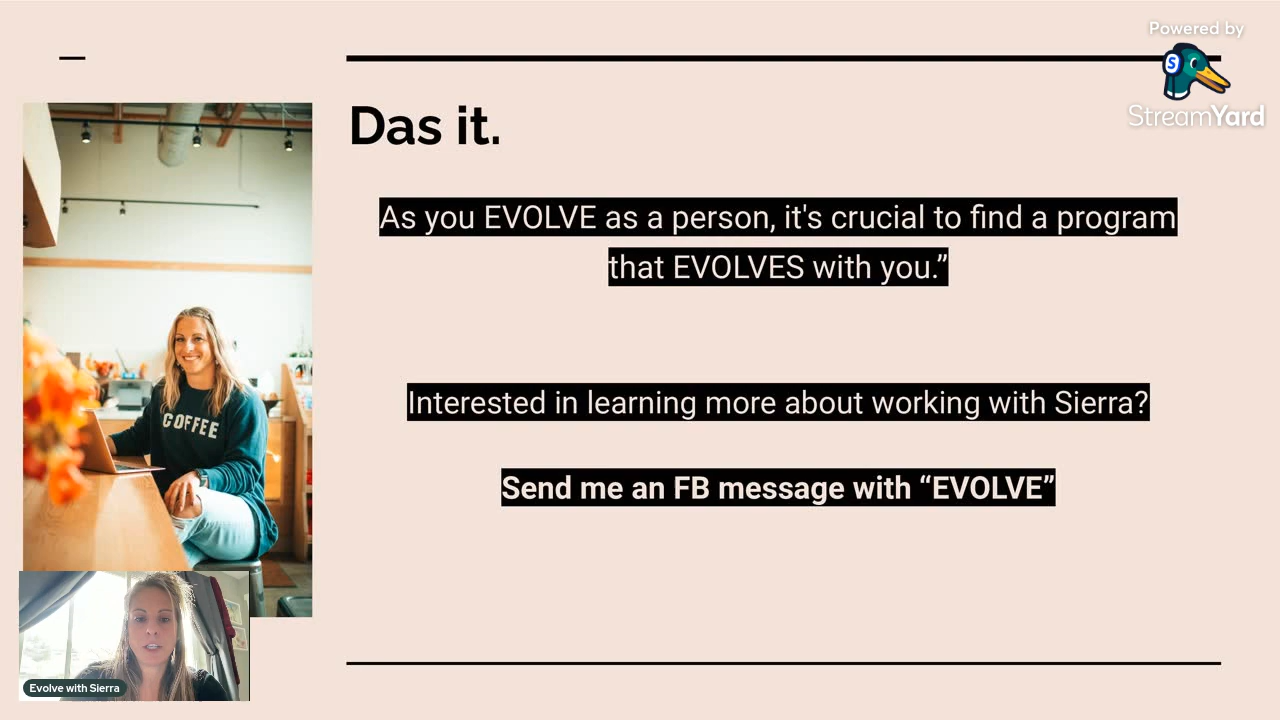 Powered by
S
StreamYard
Das it.
As you EVOLVE as a person, it's crucial to find a program
that EVOLVES with you.”
COFFEE
Interested in learning more about working with Sierra?
Send me an FB message with “EVOLVE”
Evolve with Sierra